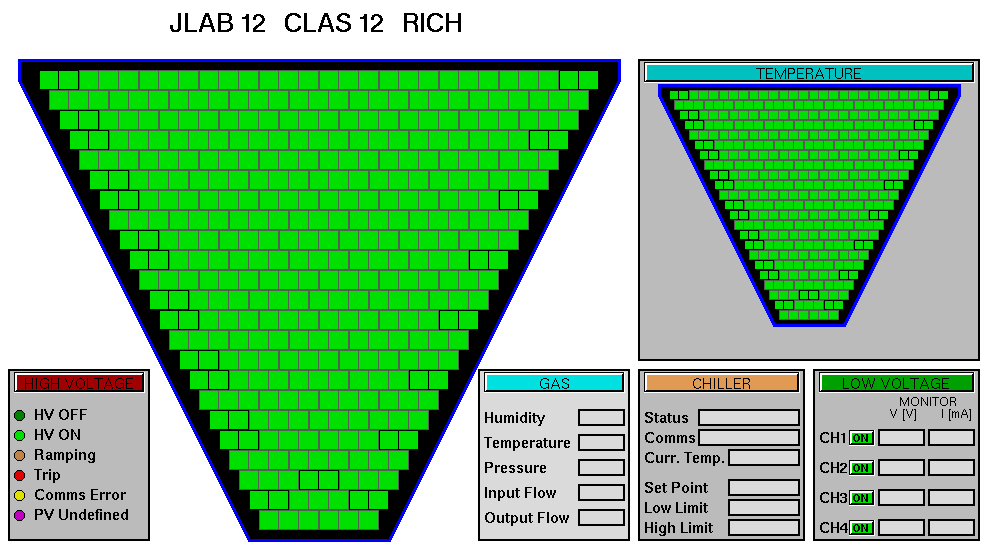 JLAB 12 CLAS 12 RICH
TEMPERATURE
HIGH VOLTAGE
HV OFF
HV ON
Ramping
Trip
Comms Error
PV Undefined
GAS
Humidity
Temperature
Pressure
Input Flow
Output Flow
CHILLER
Status
Comms
Curr. Temp.
Set Point
Low Limit
High Limit
LOW VOLTAGE
MONITOR
V [V] I [mA]
CH1 ON
CH2 ON
CH3 ON
CH4 ON